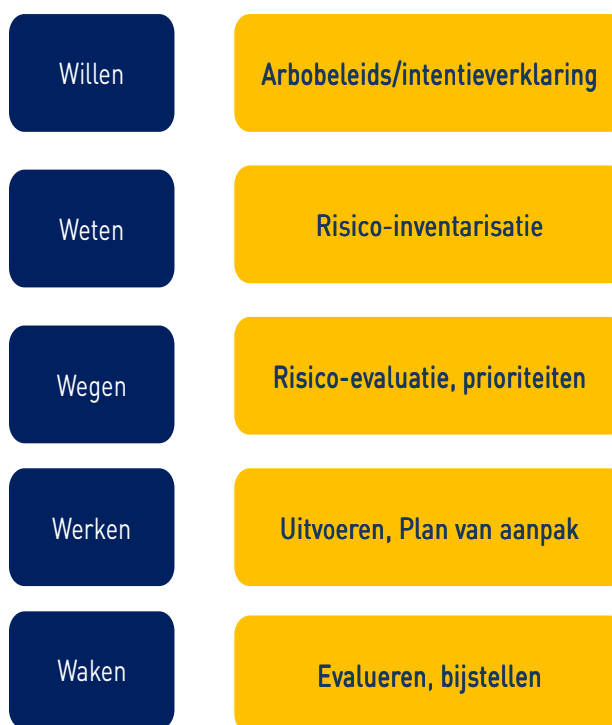 Willen
Arbobeleids/intentieverklaring
Weten
Risico-inventarisatie
Wegen
Risico-evaluatie, prioriteiten
Werken
Uitvoeren, Plan van aanpak
Waken
Evalueren, bijstellen